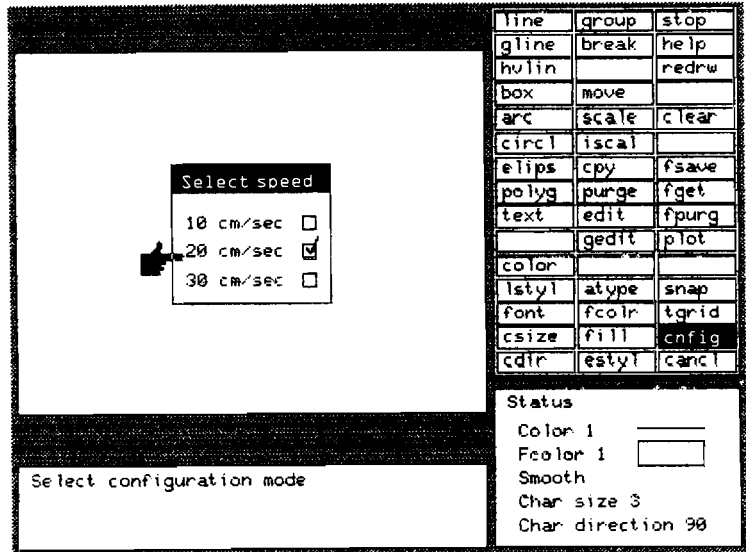 Select speed
10 cm/sec
20 cm/sec
30 cm/sec
Select configuration mode
line group stop
gline break help
hvlin redrw
box move
arc scale clear
circl iscal
elips cpy fsave
polyg purge fget
text edit fpurg
gedit plot
color
lstyl atype snap
font fcolr tgrid
csize fill cnfig
cdir estyl cancl
Status
Color 1
Fcolor 1
Smooth
Char size 3
Char direction 90